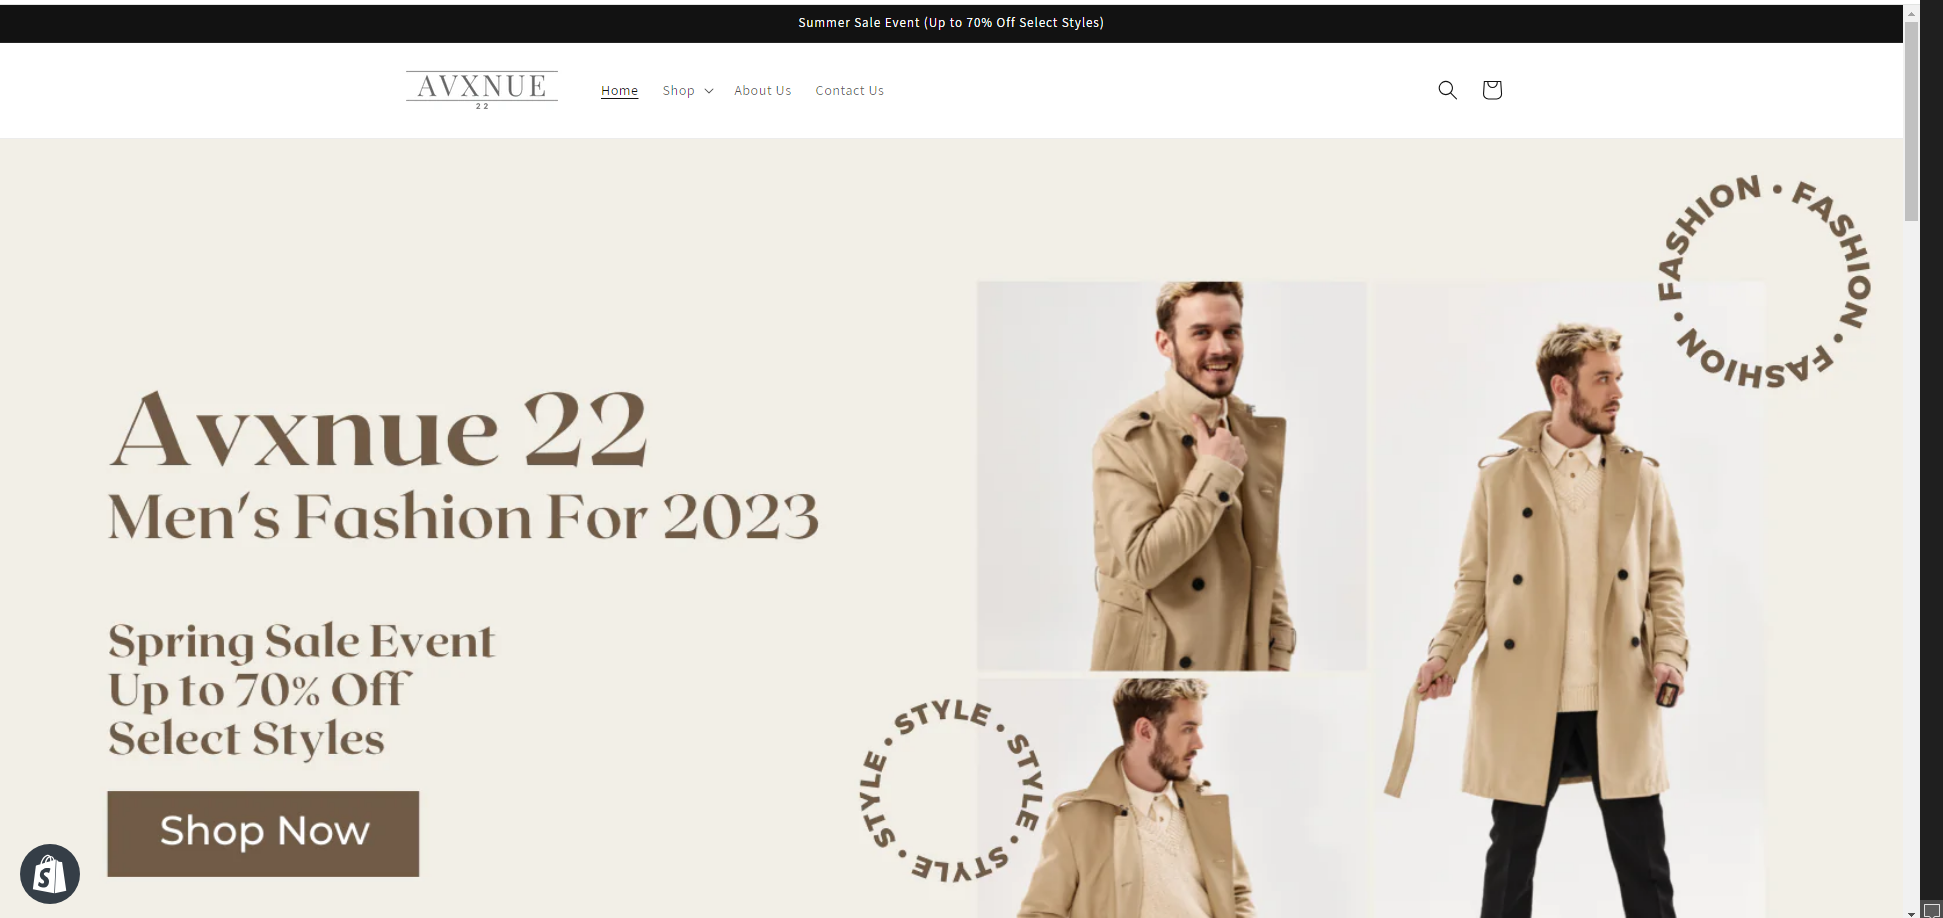 Summer Sale Event (Up to 70% Off Select Styles)
AVXNUE
22
Home
Shop
About Us
Contact Us
FASHION • FASHION • FASHION •
Avxnue 22
Men's Fashion For 2023
Spring Sale Event
Up to 70% Off
Select Styles
STYLE • STYLE • STYLE • STYLE •
Shop Now
S